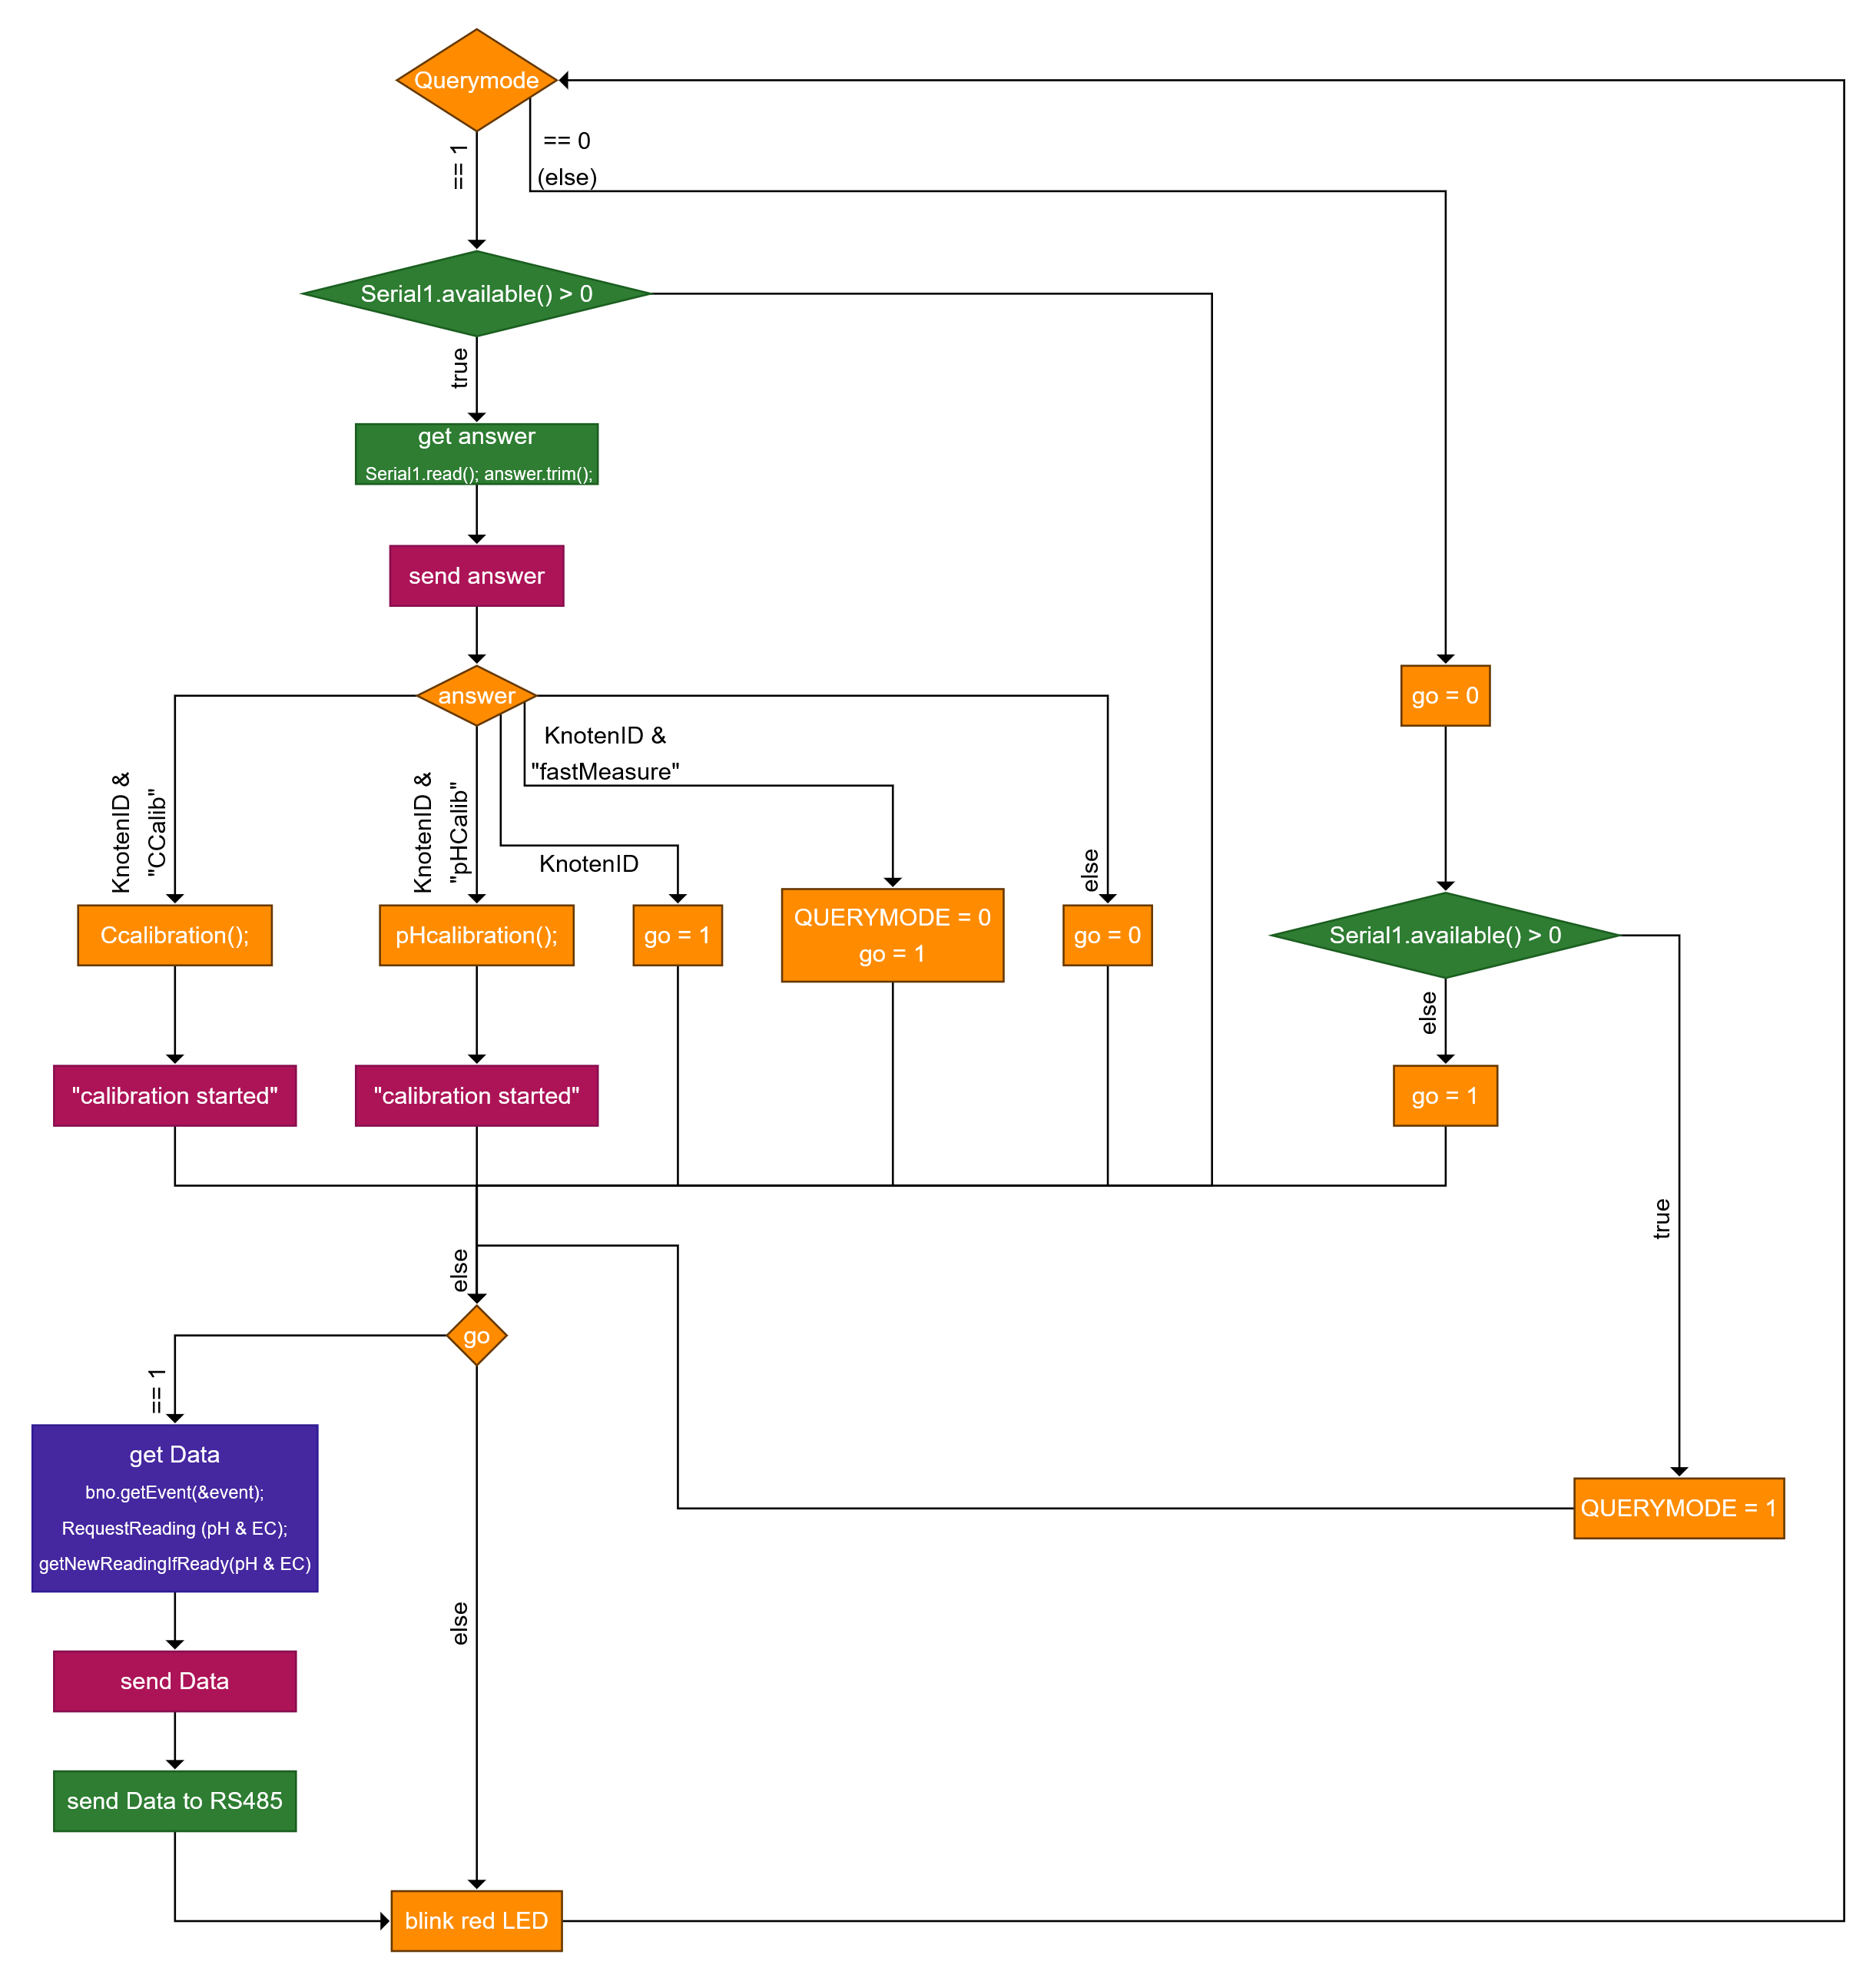 Querymode
== 0
(else)
== 1
Serial1.available() > 0
true
get answer
Serial1.read(); answer.trim();
send answer
answer
go = 0
KnotenID &
"fastMeasure"
KnotenID &
"CCalib"
KnotenID &
"pHCalib"
KnotenID
else
Ccalibration();
pHcalibration();
go = 1
QUERYMODE = 0
go = 1
go = 0
Serial1.available() > 0
else
"calibration started"
"calibration started"
go = 1
true
else
go
== 1
get Data
bno.getEvent(&event);
RequestReading (pH & EC);
getNewReadingIfReady(pH & EC)
QUERYMODE = 1
else
send Data
send Data to RS485
blink red LED